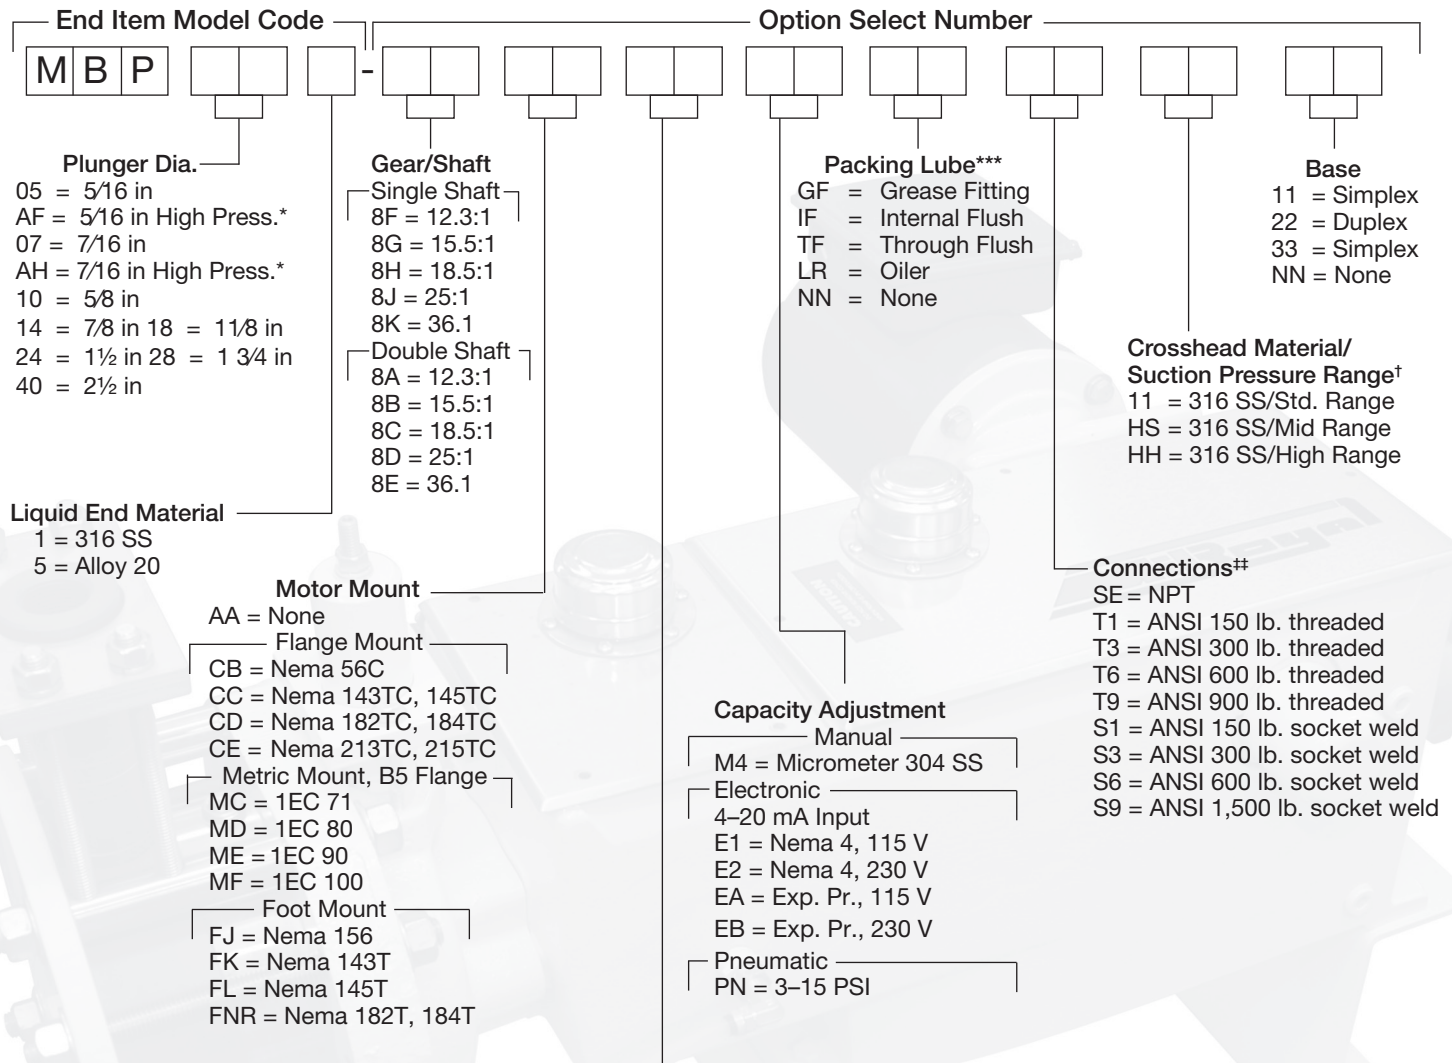 End Item Model Code
Option Select Number
M B P
-
Plunger Dia.
05 = 5⁄16 in
AF = 5⁄16 in High Press.*
07 = 7⁄16 in
AH = 7⁄16 in High Press.*
10 = 5⁄8 in
14 = 7⁄8 in 18 = 11⁄8 in
24 = 1½ in 28 = 1 3⁄4 in
40 = 2½ in
Liquid End Material
1 = 316 SS
5 = Alloy 20
Gear/Shaft
Single Shaft
8F = 12.3:1
8G = 15.5:1
8H = 18.5:1
8J = 25:1
8K = 36.1
Double Shaft
8A = 12.3:1
8B = 15.5:1
8C = 18.5:1
8D = 25:1
8E = 36.1
Motor Mount
AA = None
Flange Mount
CB = Nema 56C
CC = Nema 143TC, 145TC
CD = Nema 182TC, 184TC
CE = Nema 213TC, 215TC
Metric Mount, B5 Flange
MC = 1EC 71
MD = 1EC 80
ME = 1EC 90
MF = 1EC 100
Foot Mount
FJ = Nema 156
FK = Nema 143T
FL = Nema 145T
FNR = Nema 182T, 184T
Capacity Adjustment
Manual
M4 = Micrometer 304 SS
Electronic
4–20 mA Input
E1 = Nema 4, 115 V
E2 = Nema 4, 230 V
EA = Exp. Pr., 115 V
EB = Exp. Pr., 230 V
Pneumatic
PN = 3–15 PSI
Packing Lube***
GF = Grease Fitting
IF = Internal Flush
TF = Through Flush
LR = Oiler
NN = None
Connections‡‡
SE = NPT
T1 = ANSI 150 lb. threaded
T3 = ANSI 300 lb. threaded
T6 = ANSI 600 lb. threaded
T9 = ANSI 900 lb. threaded
S1 = ANSI 150 lb. socket weld
S3 = ANSI 300 lb. socket weld
S6 = ANSI 600 lb. socket weld
S9 = ANSI 1,500 lb. socket weld
Crosshead Material/
Suction Pressure Range†
11 = 316 SS/Std. Range
HS = 316 SS/Mid Range
HH = 316 SS/High Range
Base
11 = Simplex
22 = Duplex
33 = Simplex
NN = None
CAUTION